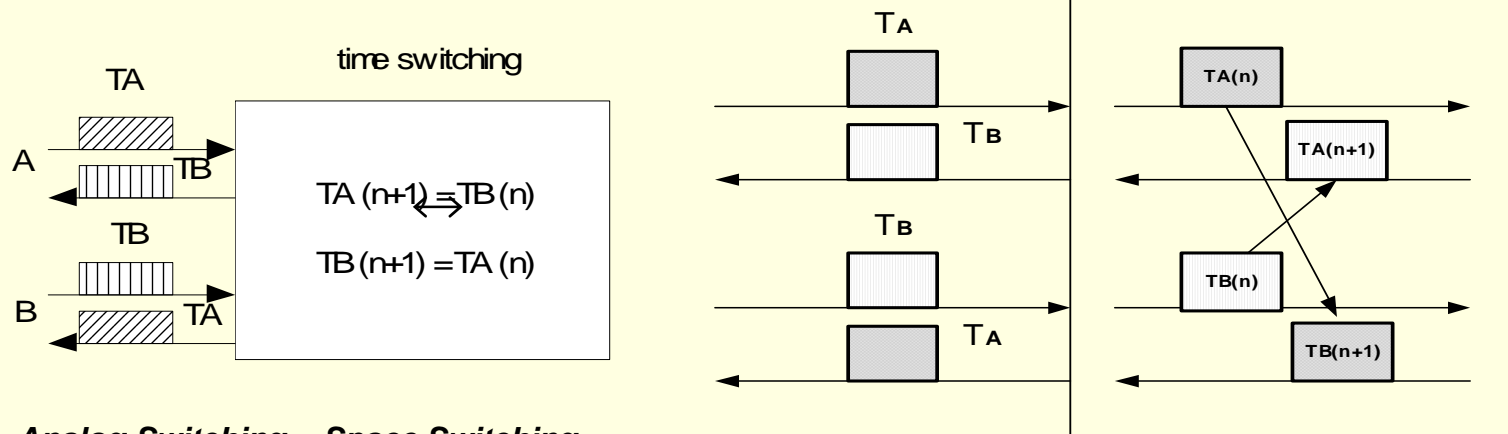 time switching
TA
A
TB
TB
B
TA
TA (n+1) =TB (n)
TB (n+1) =TA (n)
TA
TB
TB
TA
TA(n)
TA(n+1)
TB(n)
TB(n+1)
Analog Switching – Space Switching